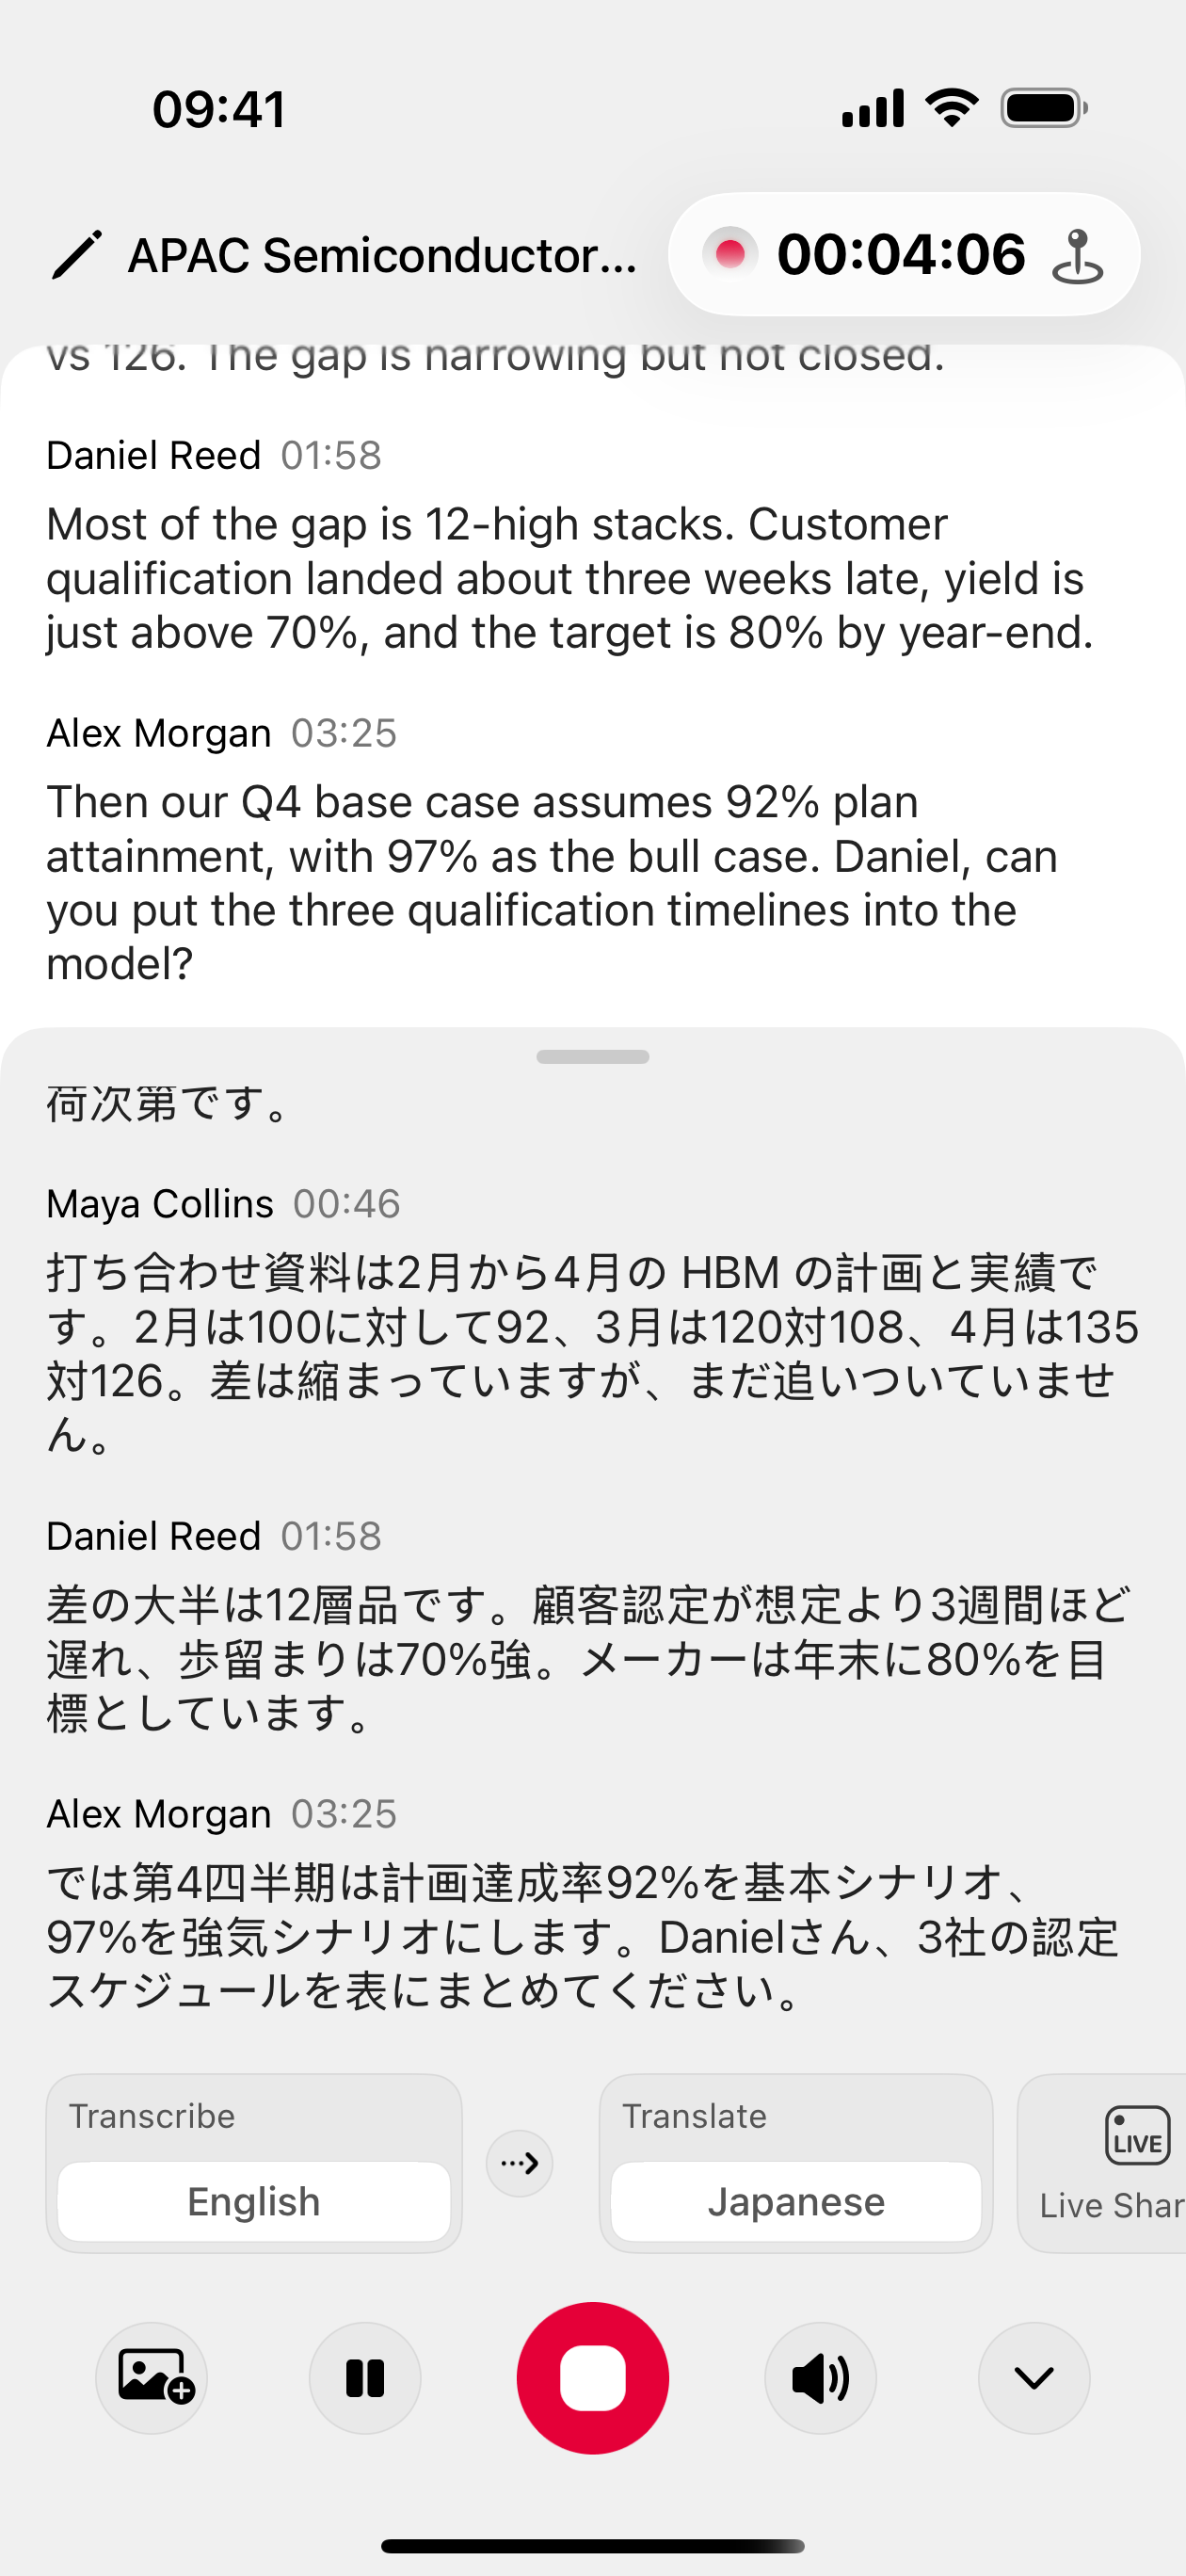 09:41
APAC Semiconductor...
00:04:06
vs 126. The gap is narrowing but not closed.
Daniel Reed 01:58
Most of the gap is 12-high stacks. Customer
qualification landed about three weeks late, yield is
just above 70%, and the target is 80% by year-end.
Alex Morgan 03:25
Then our Q4 base case assumes 92% plan
attainment, with 97% as the bull case. Daniel, can
you put the three qualification timelines into the
model?
荷次第です。
Maya Collins 00:46
打ち合わせ資料は2月から4月の HBM の計画と実績で
す。2月は100に対して92、3月は120対108、4月は135
対126。差は縮まっていますが、まだ追いついていませ
ん。
Daniel Reed 01:58
差の大半は12層品です。顧客認定が想定より3週間ほど
遅れ、歩留まりは70%強。メーカーは年末に80%を目
標としています。
Alex Morgan 03:25
では第4四半期は計画達成率92%を基本シナリオ、
97%を強気シナリオにします。Danielさん、3社の認定
スケジュールを表にまとめてください。
Transcribe
Translate
LIVE
English
Japanese
Live Shar